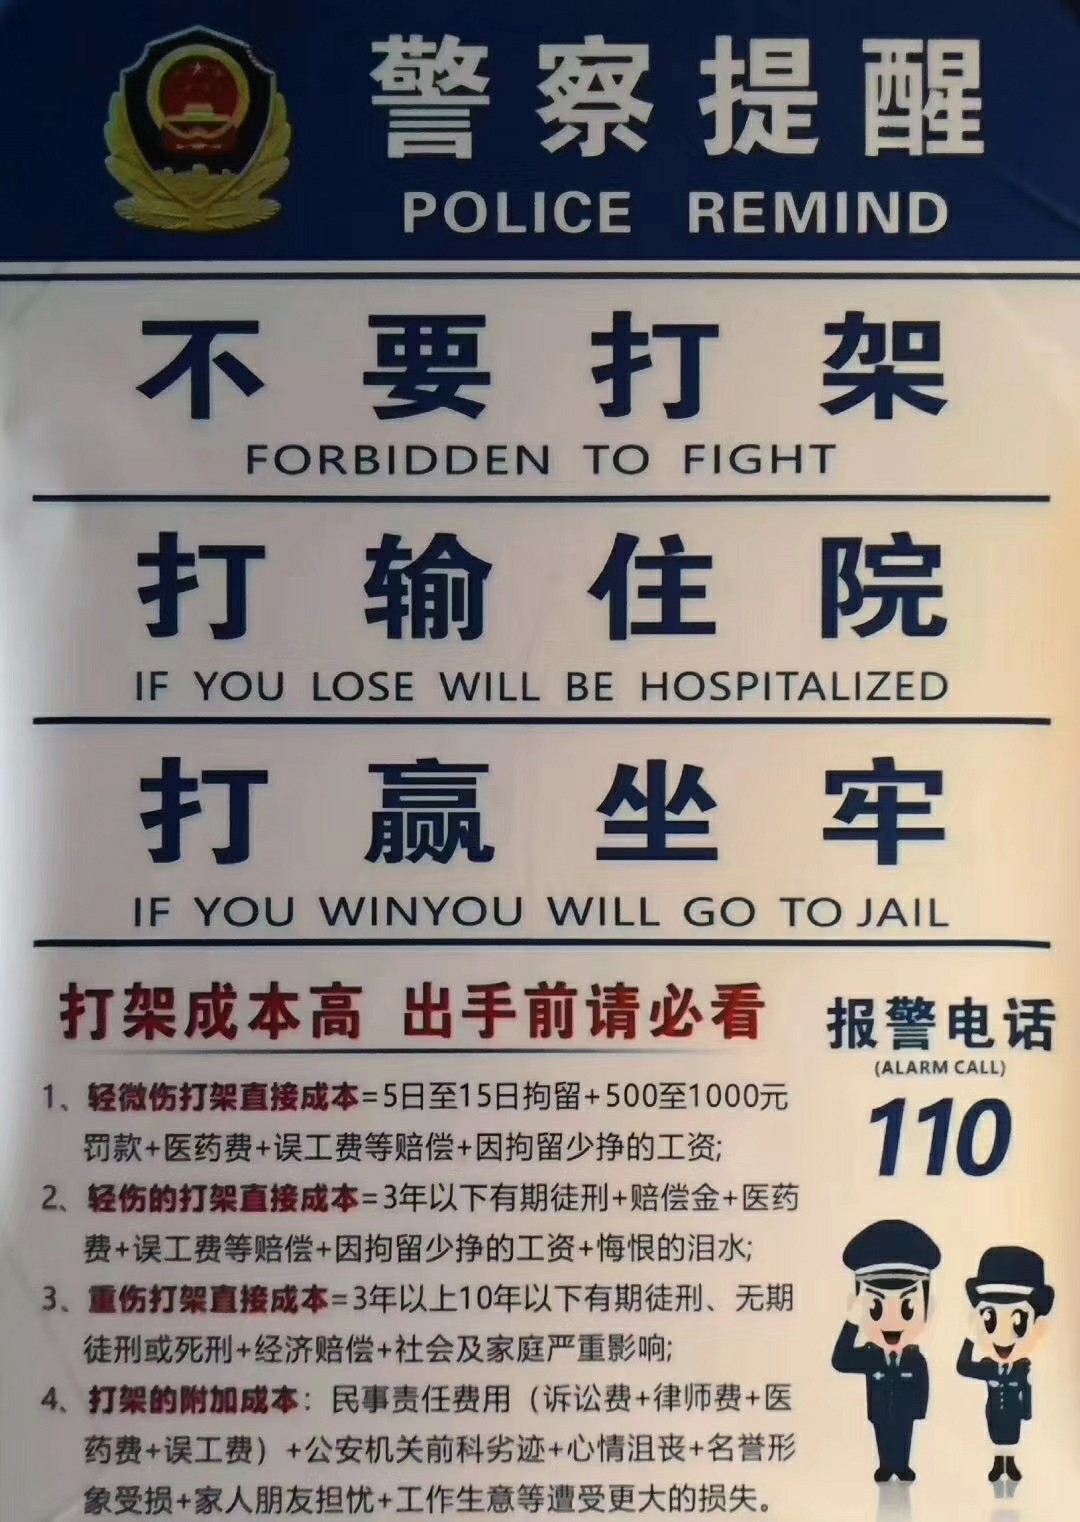 警察提醒
POLICE REMIND
不要打架
FORBIDDEN TO FIGHT
打输住院
IF YOU LOSE WILL BE HOSPITALIZED
打赢坐牢
IF YOU WINYOU WILL GO TO JAIL
打架成本高 出手前请必看
1、轻微伤打架直接成本=5日至15日拘留+500至1000元
罚款+医药费+误工费等赔偿+因拘留少挣的工资;
2、轻伤的打架直接成本=3年以下有期徒刑+赔偿金+医药
费+误工费等赔偿+因拘留少挣的工资+悔恨的泪水;
3、重伤打架直接成本=3年以上10年以下有期徒刑、无期
徒刑或死刑+经济赔偿+社会及家庭严重影响;
4、打架的附加成本：民事责任费用（诉讼费+律师费+医
药费+误工费）+公安机关前科劣迹+心情沮丧+名誉形
象受损+家人朋友担忧+工作生意等遭受更大的损失。
报警电话
(ALARM CALL)
110